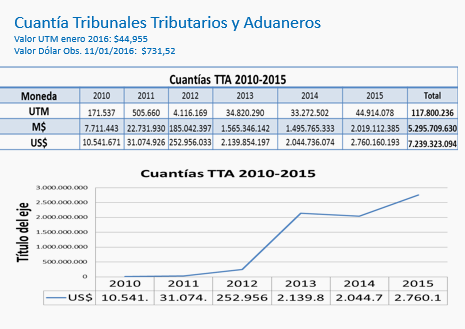 Cuantía Tribunales Tributarios y Aduaneros
Valor UTM enero 2016: $44,955
Valor Dólar Obs. 11/01/2016: $731,52
Cuantías TTA 2010-2015
Moneda 2010 2011 2012 2013 2014 2015 Total
UTM 171.537 505.660 4.116.169 34.820.290 33.272.502 44.914.078 117.800.236
M$ 7.711.443 22.731.930 185.042.397 1.565.346.142 1.495.765.333 2.019.112.385 5.295.709.630
US$ 10.541.671 31.074.926 252.956.033 2.139.854.197 2.044.736.074 2.760.160.193 7.239.323.094
Cuantías TTA 2010-2015
Título del eje
3.000.000.000
2.500.000.000
2.000.000.000
1.500.000.000
1.000.000.000
500.000.000
0
2010 2011 2012 2013 2014 2015
US$ 10.541. 31.074. 252.956 2.139.8 2.044.7 2.760.1